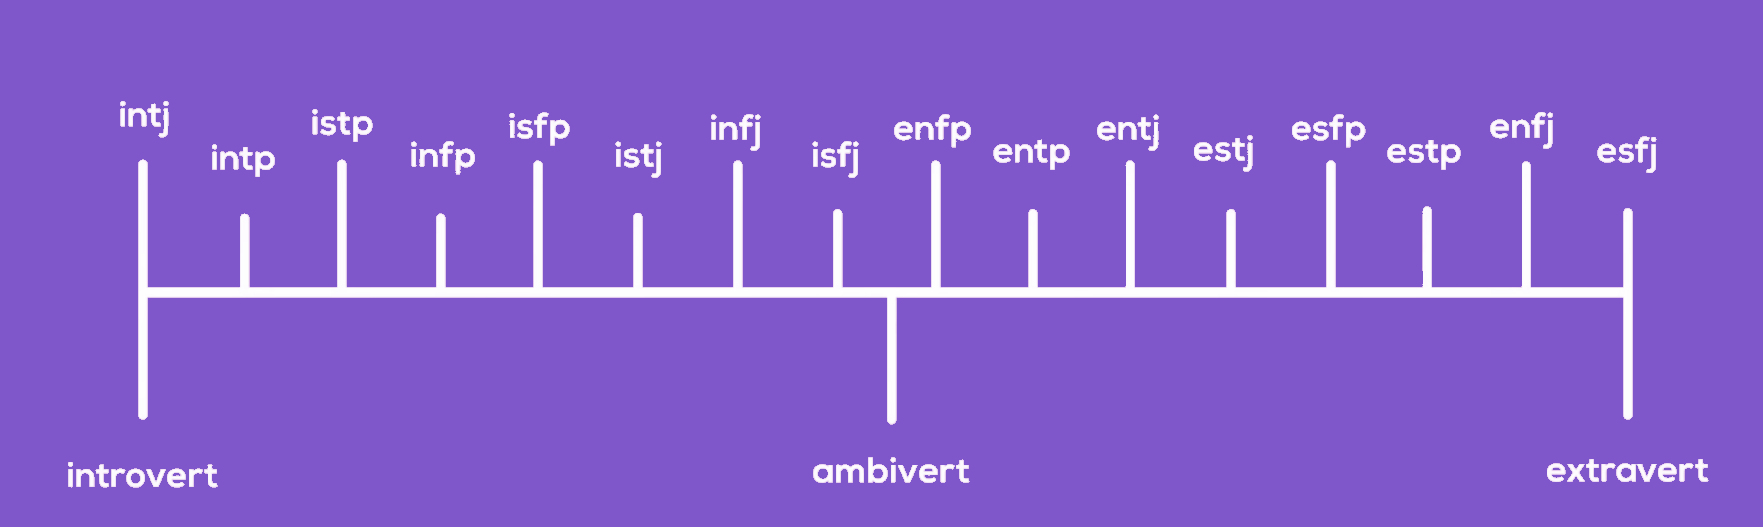 intj
intp
istp
infp
isfp
istj
infj
isfj
enfp
entp
entj
estj
esfp
estp
enfj
esfj
introvert
ambivert
extravert